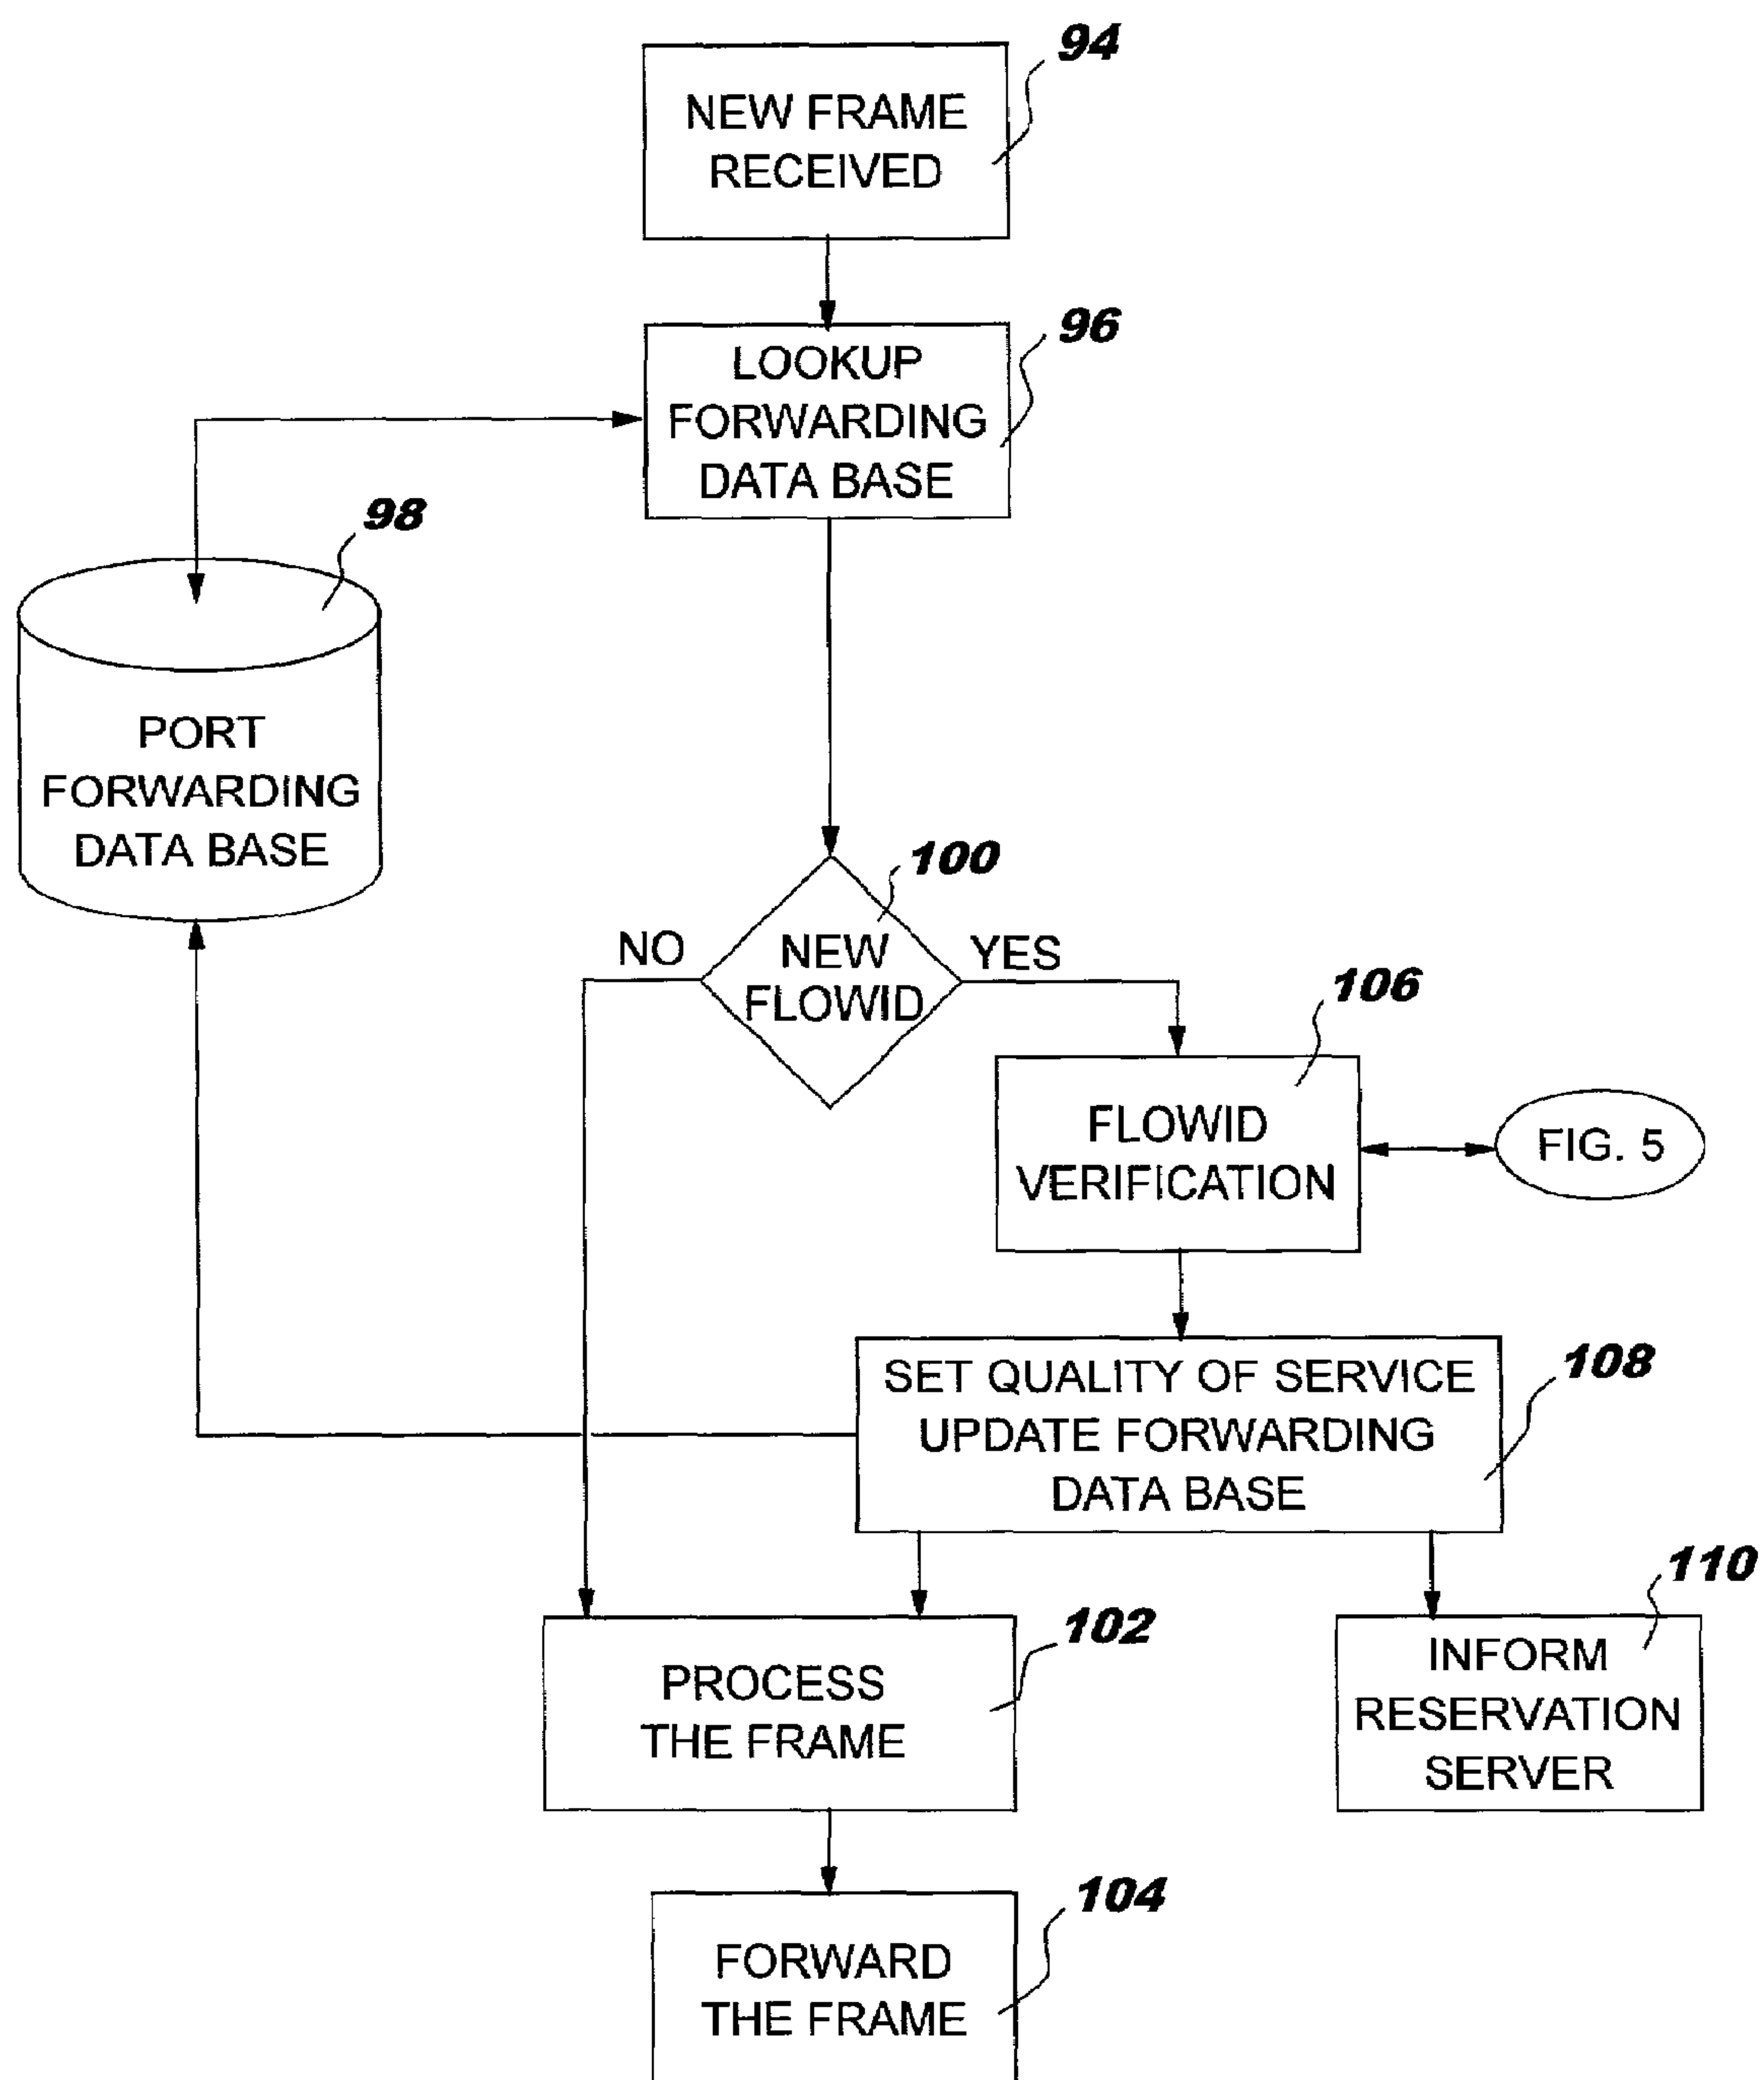 94
NEW FRAME
RECEIVED
96
LOOKUP
FORWARDING
DATA BASE
98
PORT
FORWARDING
DATA BASE
100
NO
NEW
FLOWID
YES
106
FLOWID
VERIFICATION
FIG. 5
108
SET QUALITY OF SERVICE
UPDATE FORWARDING
DATA BASE
102
PROCESS
THE FRAME
110
INFORM
RESERVATION
SERVER
104
FORWARD
THE FRAME